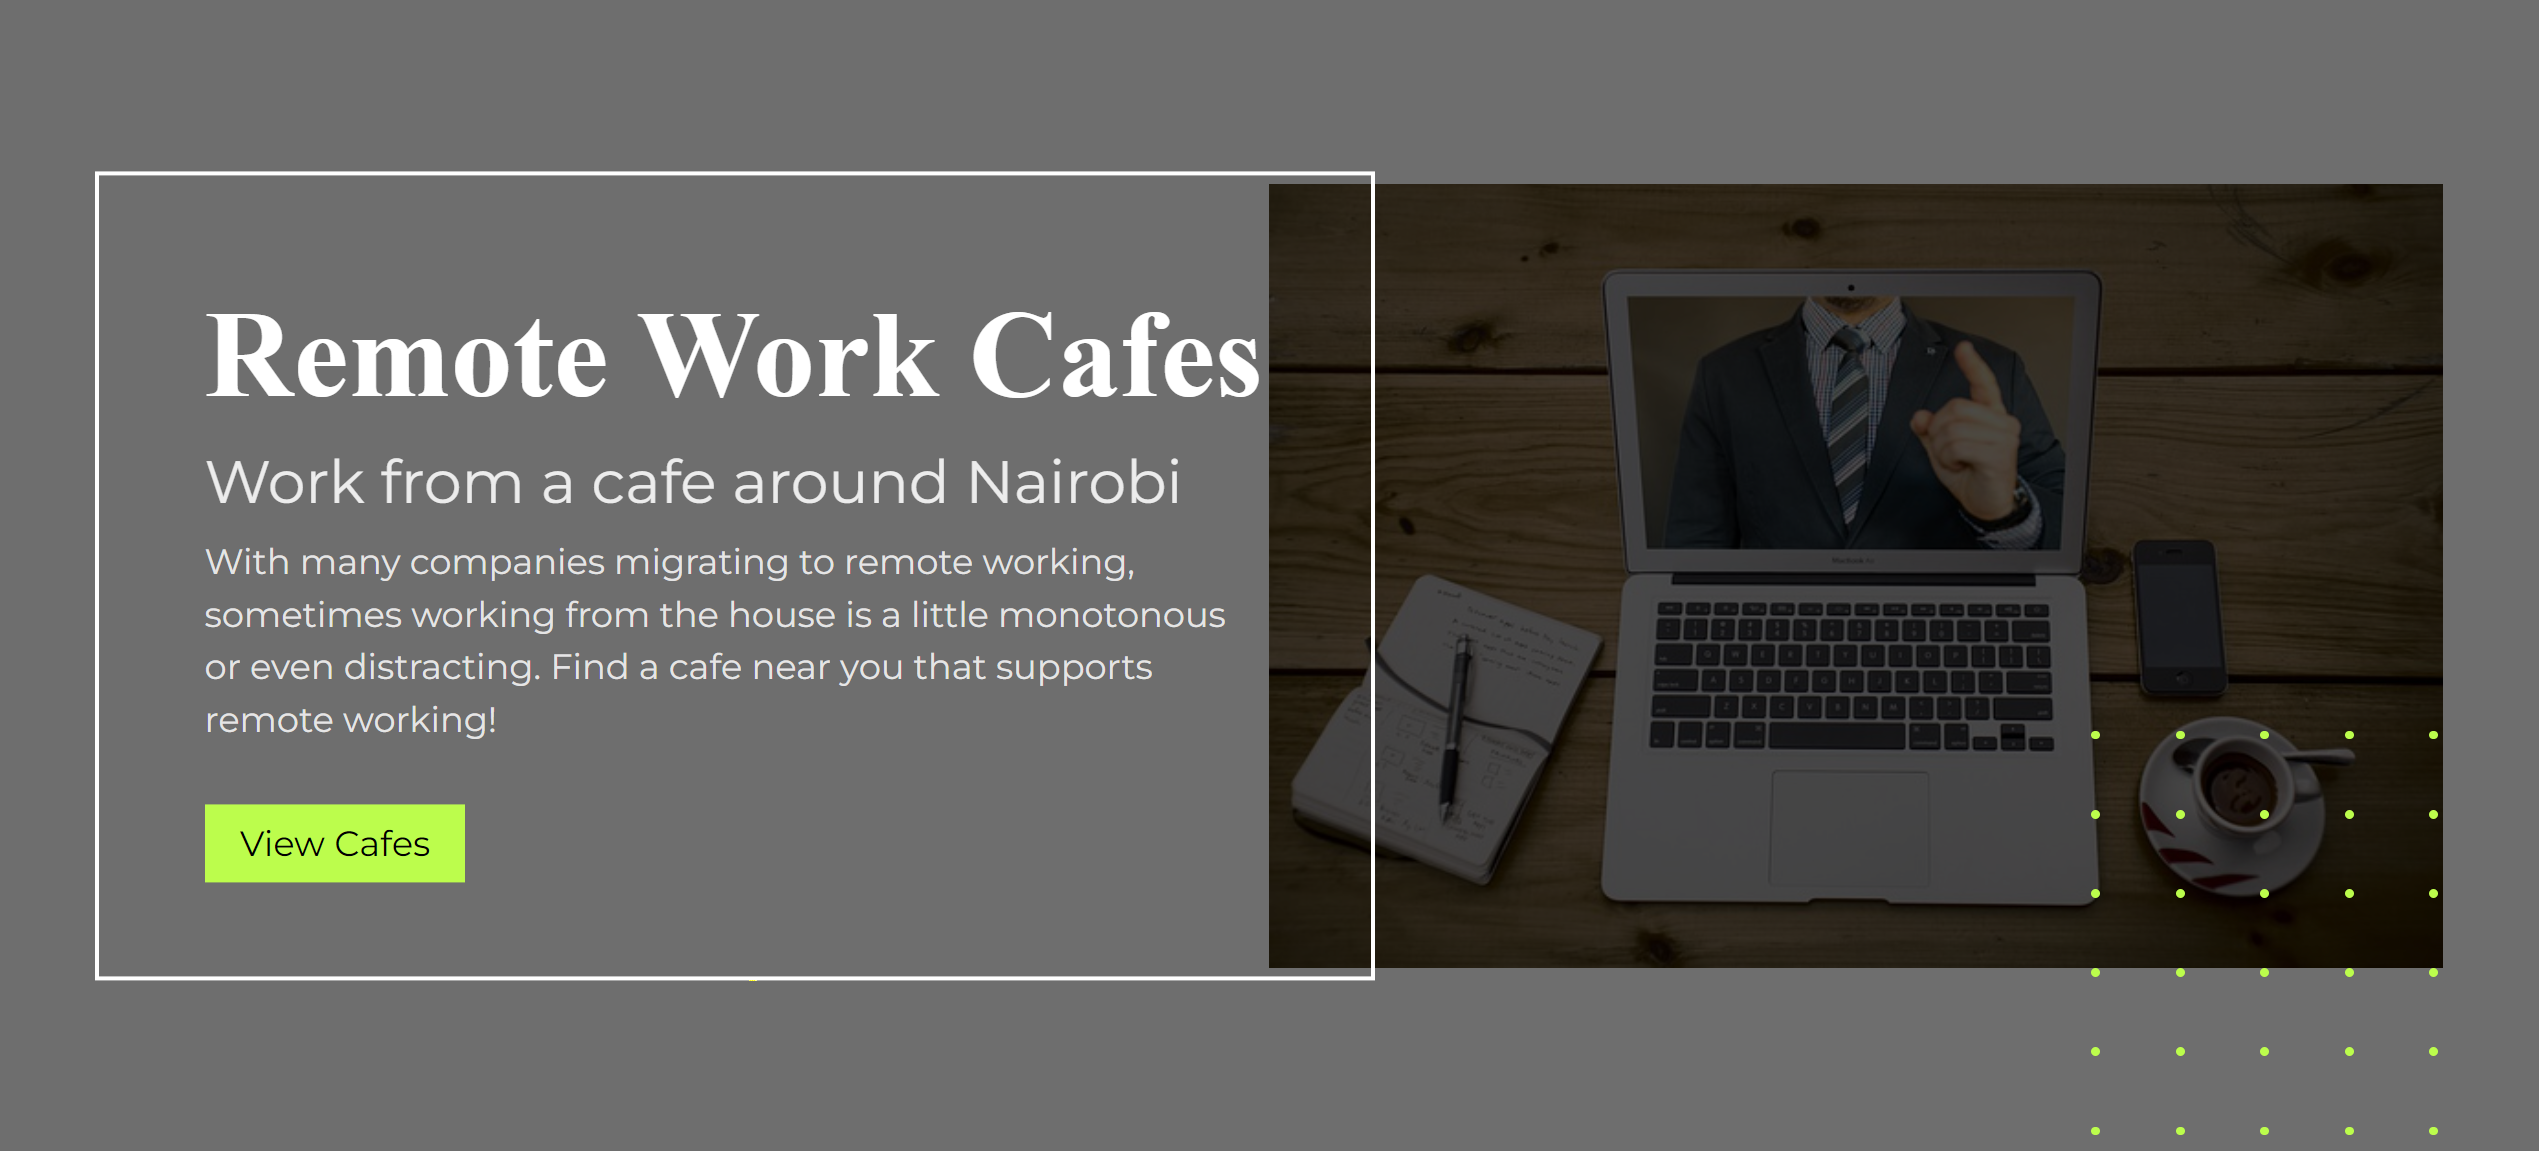 Remote Work Cafes
Work from a cafe around Nairobi
With many companies migrating to remote working,
sometimes working from the house is a little monotonous
or even distracting. Find a cafe near you that supports
remote working!
View Cafes